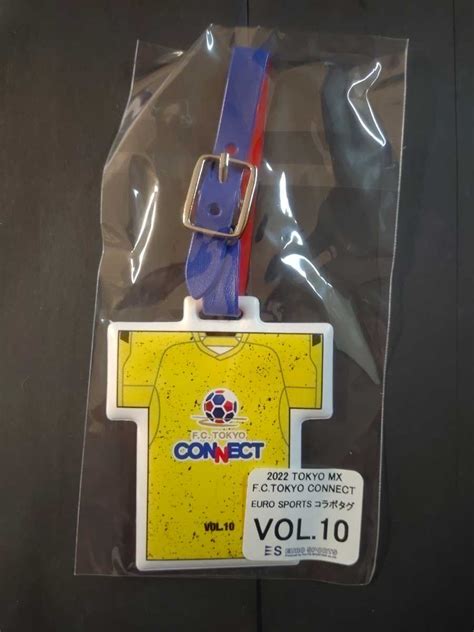 F.C.TOKYO
CONNECT
VOL.10
2022 TOKYO MX
F.C.TOKYO CONNECT
EURO SPORTS コラボタグ
VOL.10
ES EURO SPORTS